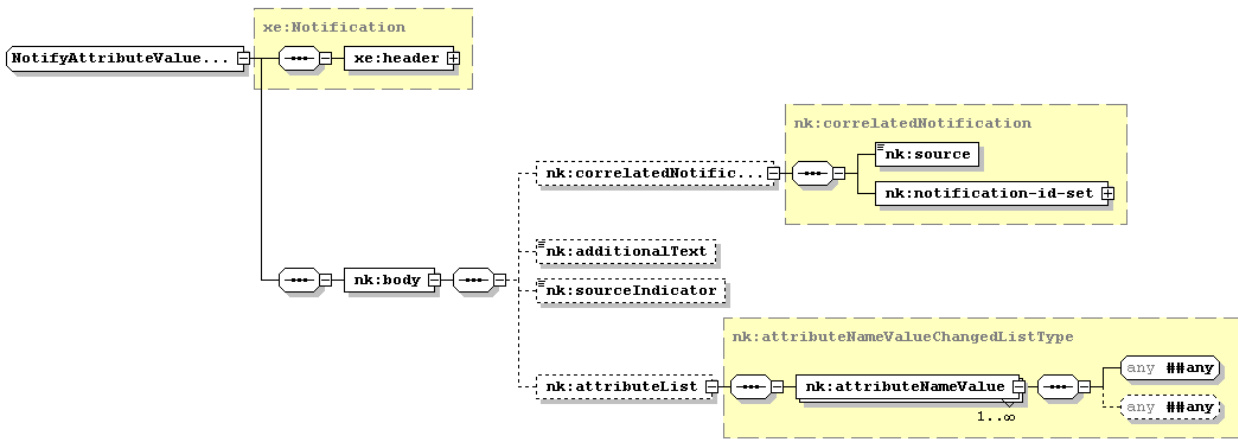 xe:Notification
NotifyAttributeValue...
xe:header
nk:correlatedNotification
nk:source
nk:correlatedNotific...
nk:notification-id-set
nk:additionalText
nk:body
nk:sourceIndicator
nk:attributeNameValueChangedListType
any ##any
nk:attributeList
nk:attributeNameValue
any ##any
1..∞